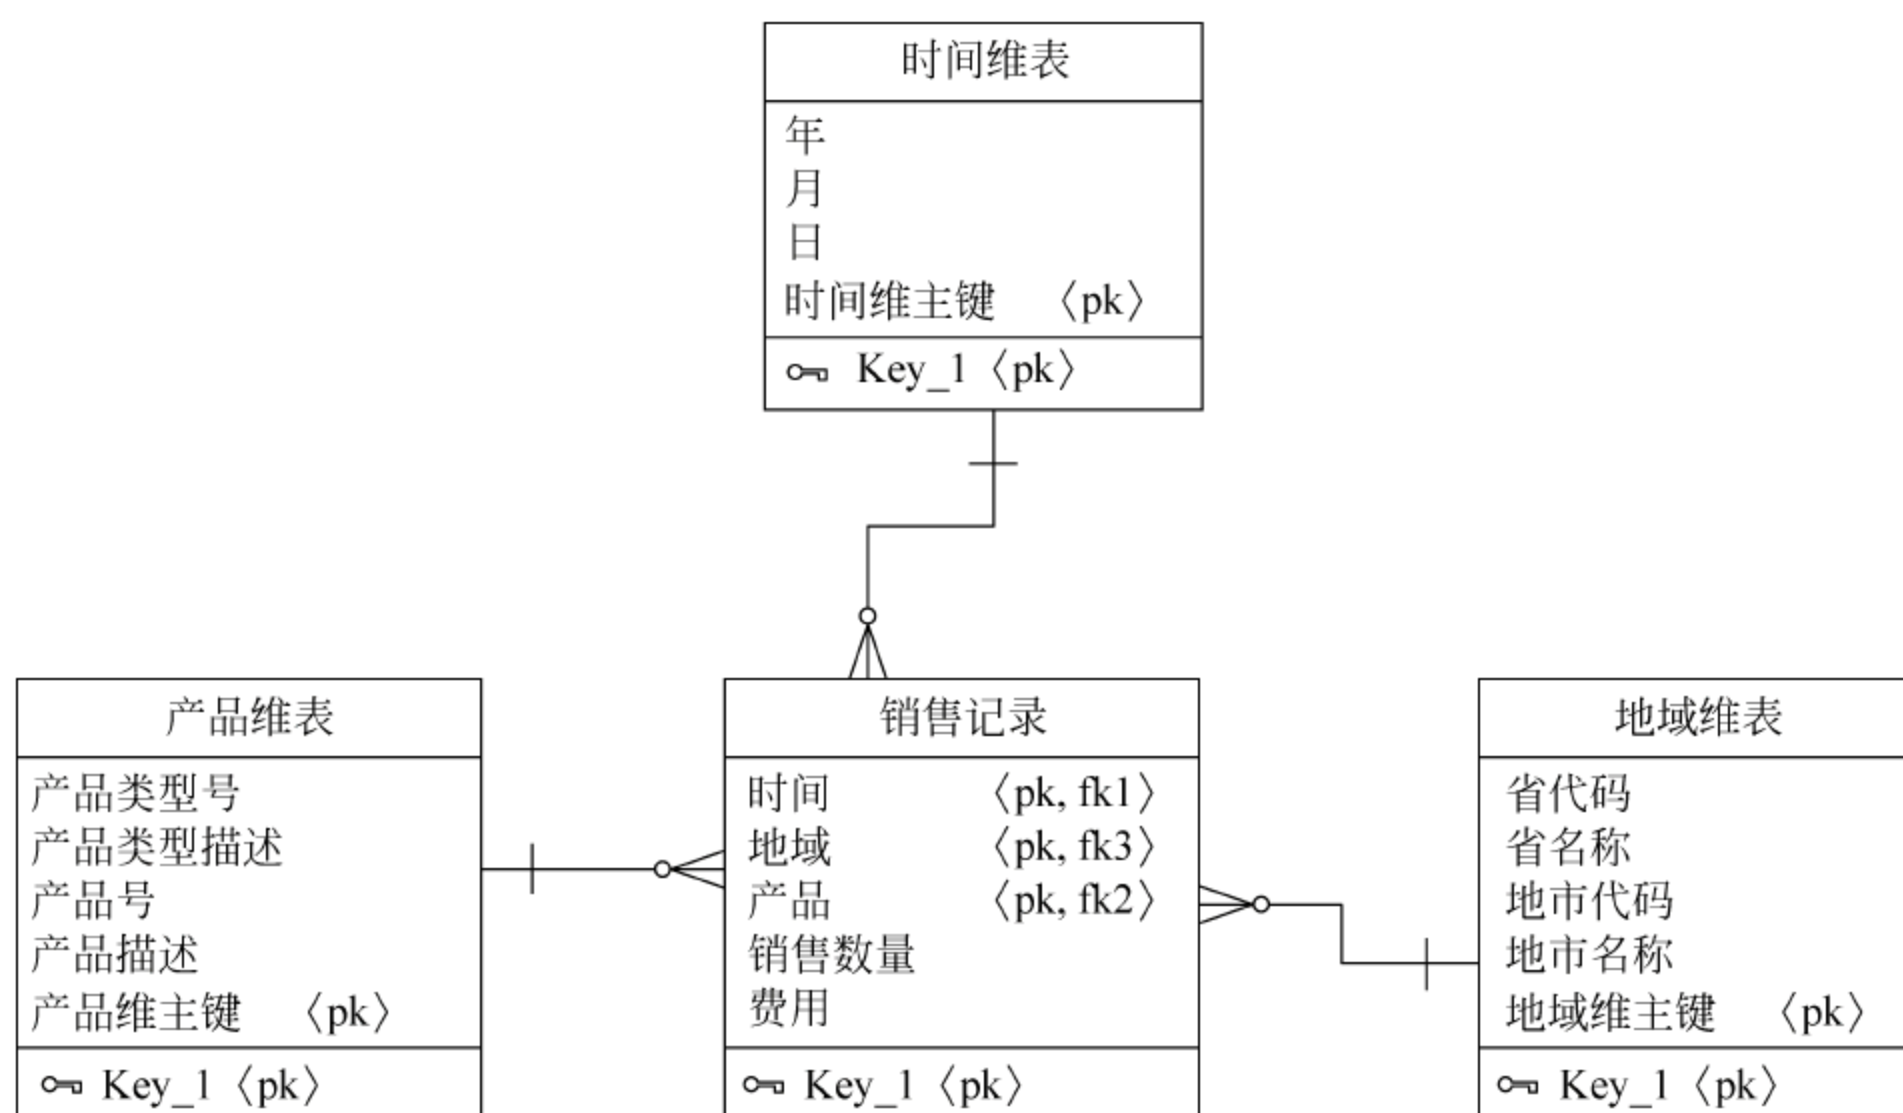 时间维表
年
月
日
时间维主键 〈pk〉
Key_1〈pk〉
产品维表
产品类型号
产品类型描述
产品号
产品描述
产品维主键 〈pk〉
Key_1〈pk〉
销售记录
时间 〈pk, fk1〉
地域 〈pk, fk3〉
产品 〈pk, fk2〉
销售数量
费用
Key_1〈pk〉
地域维表
省代码
省名称
地市代码
地市名称
地域维主键 〈pk〉
Key_1〈pk〉